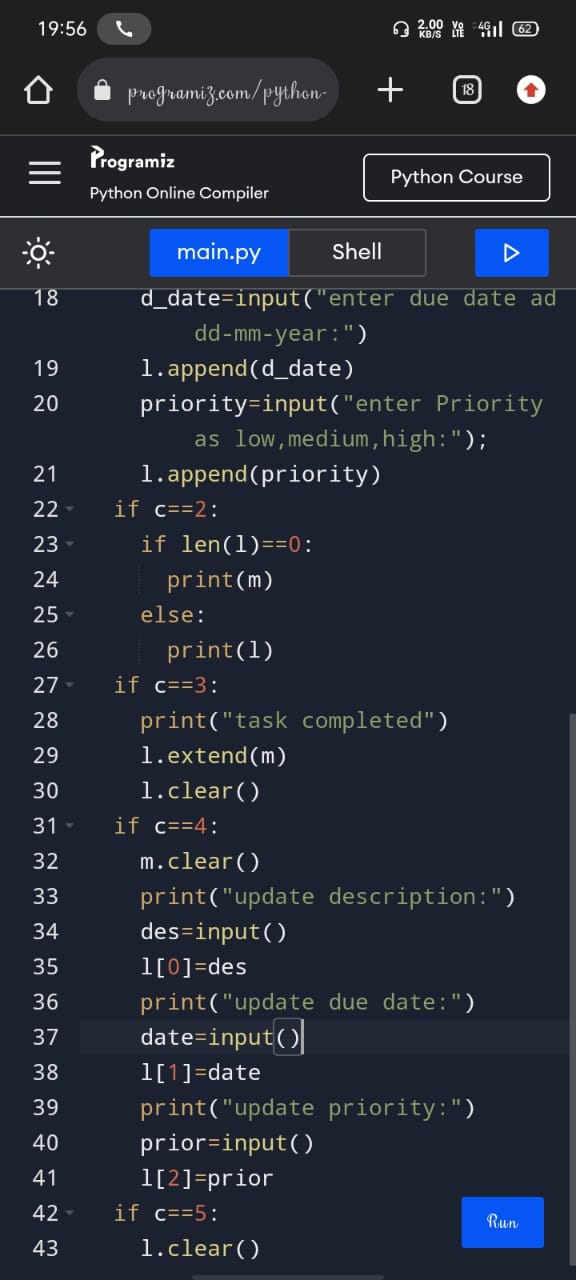 19:56
2.00 KB/S Vo LTE 4G 62
programiz.com/python-
18
Programiz
Python Online Compiler
Python Course
main.py
Shell
18 d_date=input("enter due date ad
dd-mm-year:")
19 l.append(d_date)
20 priority=input("enter Priority
as low,medium,high:");
21 l.append(priority)
22 if c==2:
23 if len(l)==0:
24 print(m)
25 else:
26 print(l)
27 if c==3:
28 print("task completed")
29 l.extend(m)
30 l.clear()
31 if c==4:
32 m.clear()
33 print("update description:")
34 des=input()
35 l[0]=des
36 print("update due date:")
37 date=input()
38 l[1]=date
39 print("update priority:")
40 prior=input()
41 l[2]=prior
42 if c==5:
43 l.clear()
Run